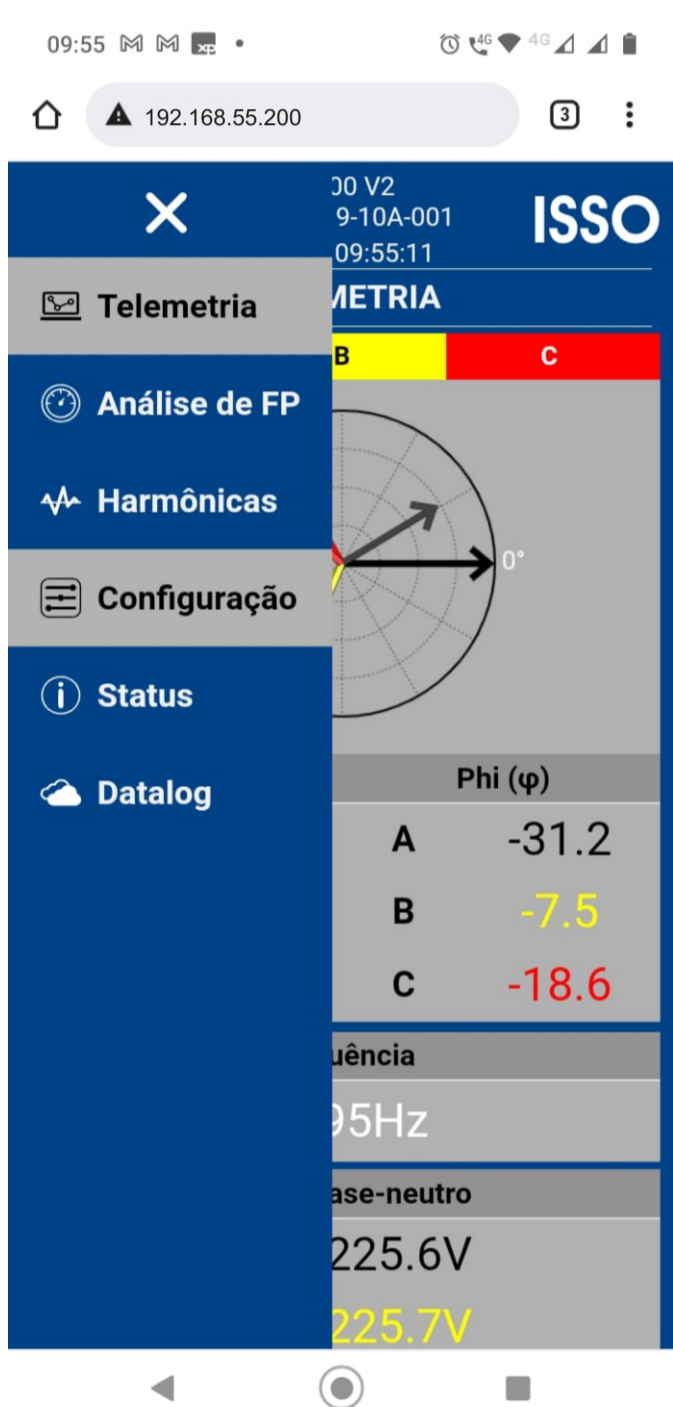 09:55
4G
4G
192.168.55.200
3
00 V2
9-10A-001
ISSO
09:55:11
Telemetria
METRIA
B
C
Análise de FP
Harmônicas
0°
Configuração
Status
Phi (φ)
Datalog
A
-31.2
B
-7.5
C
-18.6
uência
95Hz
ase-neutro
225.6V
225.7V